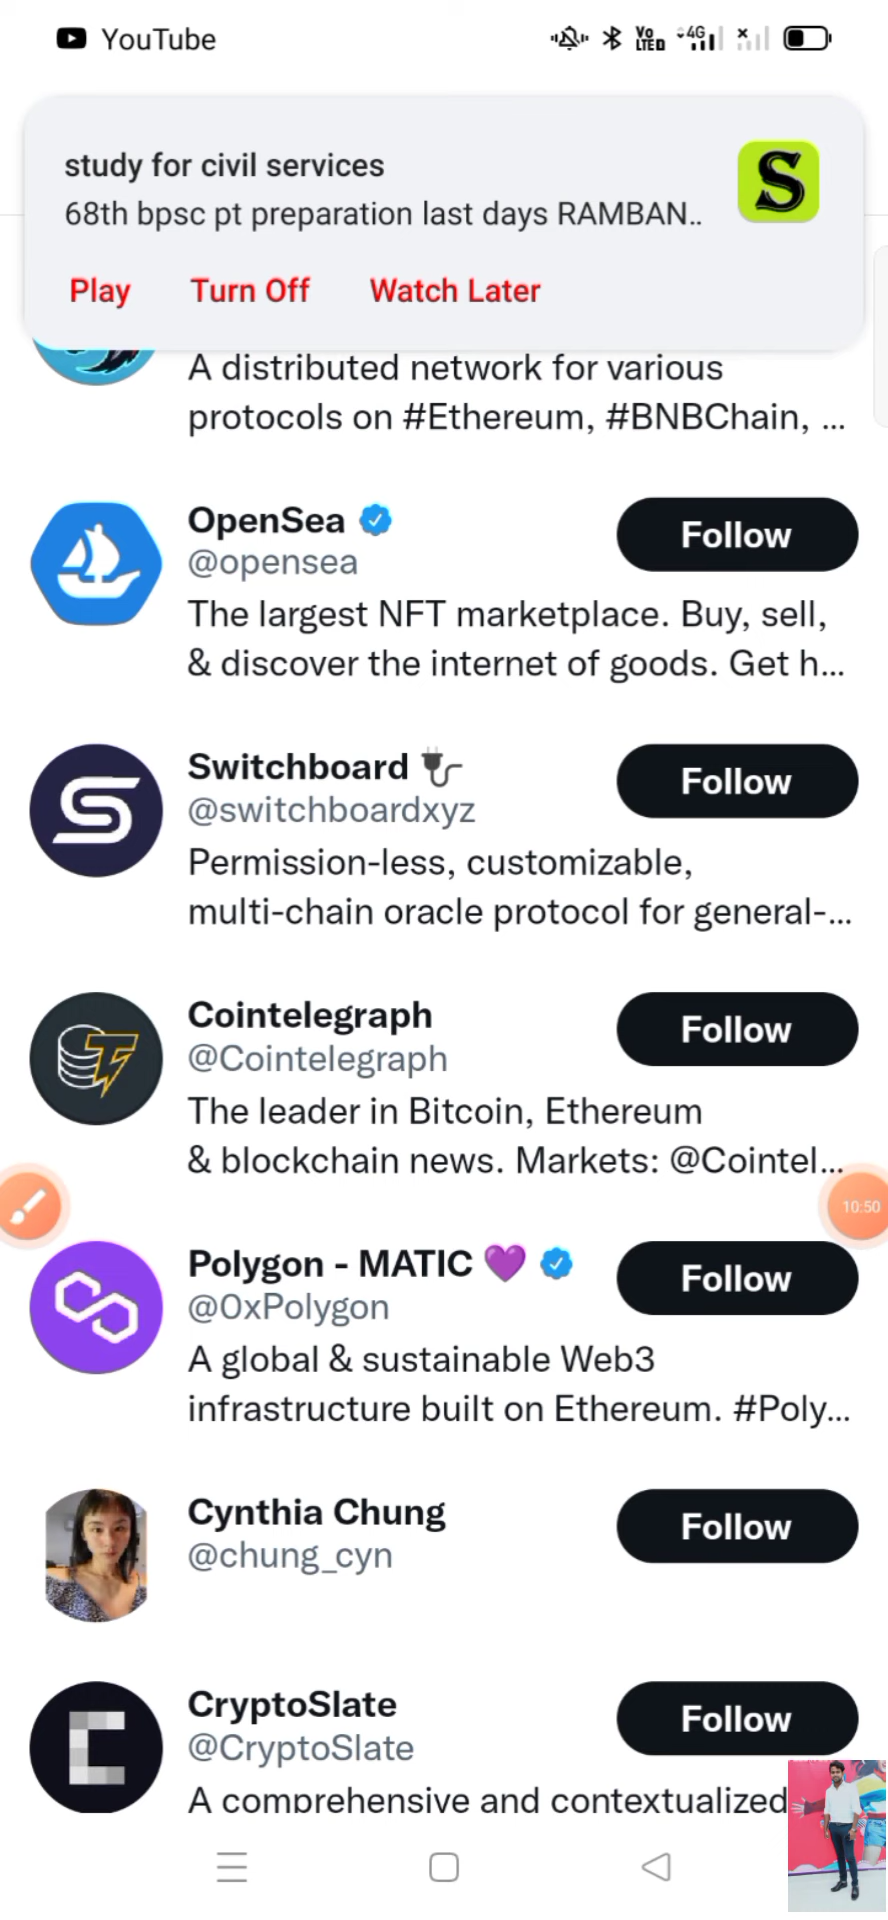 YouTube
Vo LTE 4G
study for civil services
68th bpsc pt preparation last days RAMBAN..
Play Turn Off Watch Later
A distributed network for various
protocols on #Ethereum, #BNBChain, ...
OpenSea Follow
@opensea
The largest NFT marketplace. Buy, sell,
& discover the internet of goods. Get h...
Switchboard Follow
@switchboardxyz
Permission-less, customizable,
multi-chain oracle protocol for general-...
Cointelegraph Follow
@Cointelegraph
The leader in Bitcoin, Ethereum
& blockchain news. Markets: @Cointel...
10:50
Polygon - MATIC 💜 Follow
@0xPolygon
A global & sustainable Web3
infrastructure built on Ethereum. #Poly...
Cynthia Chung Follow
@chung_cyn
CryptoSlate Follow
@CryptoSlate
A comprehensive and contextualized